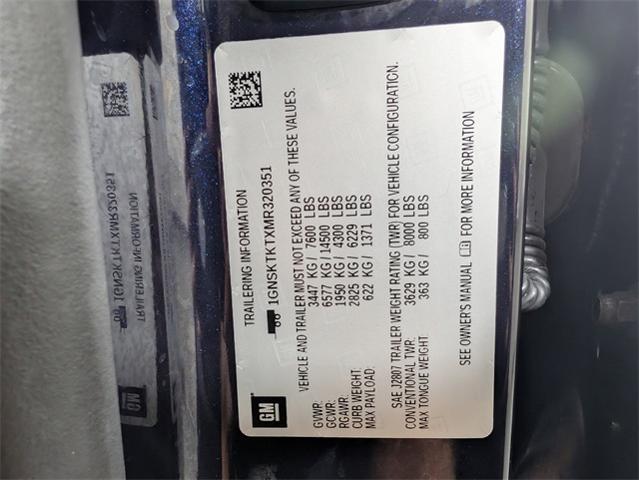 GM
TRAILERING INFORMATION
1GNSKTKTXMR320351
VEHICLE AND TRAILER MUST NOT EXCEED ANY OF THESE VALUES.
GVWR: 3447 KG / 7600 LBS
GCWR: 6577 KG / 14500 LBS
RGAWR: 1950 KG / 4300 LBS
CURB WEIGHT: 2825 KG / 6229 LBS
MAX PAYLOAD: 622 KG / 1371 LBS
SAE J2807 TRAILER WEIGHT RATING (TWR) FOR VEHICLE CONFIGURATION.
CONVENTIONAL TWR: 3629 KG / 8000 LBS
MAX TONGUE WEIGHT: 363 KG / 800 LBS
SEE OWNER'S MANUAL FOR MORE INFORMATION
GM
TRAILERING INFORMATION
1GNSKTKTXMR320351